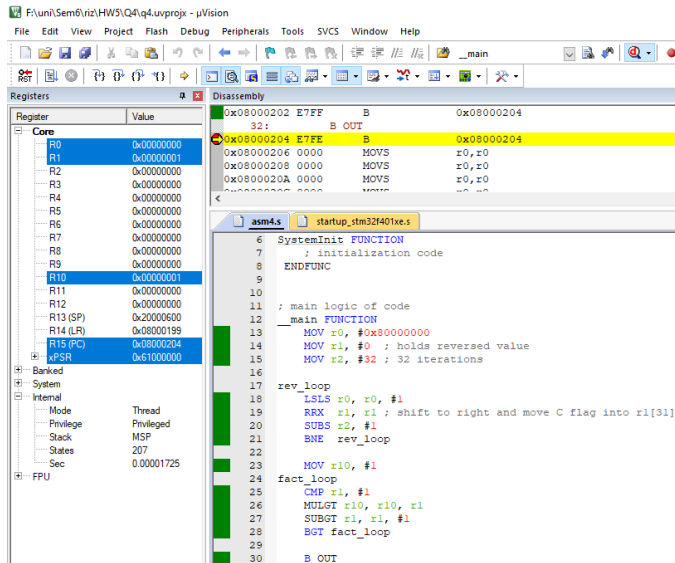 F:\uni\Sem6\riz\HW5\Q4\q4.uvprojx - µVision
File Edit View Project Flash Debug Peripherals Tools SVCS Window Help
__main
RST
Registers
Register Value
Core
R0 0x00000000
R1 0x00000001
R2 0x00000000
R3 0x00000000
R4 0x00000000
R5 0x00000000
R6 0x00000000
R7 0x00000000
R8 0x00000000
R9 0x00000000
R10 0x00000001
R11 0x00000000
R12 0x00000000
R13 (SP) 0x20000600
R14 (LR) 0x08000199
R15 (PC) 0x08000204
xPSR 0x61000000
Banked
System
Internal
Mode Thread
Privilege Privileged
Stack MSP
States 207
Sec 0.00001725
FPU
Disassembly
0x08000202 E7FF B 0x08000204
32: B OUT
0x08000204 E7FE B 0x08000204
0x08000206 0000 MOVS r0,r0
0x08000208 0000 MOVS r0,r0
0x0800020A 0000 MOVS r0,r0
0x0800020C 0000 MOVS r0,r0
asm4.s startup_stm32f401xe.s
6 SystemInit FUNCTION
7 ; initialization code
8 ENDFUNC
9
10
11 ; main logic of code
12 __main FUNCTION
13 MOV r0, #0x80000000
14 MOV r1, #0 ; holds reversed value
15 MOV r2, #32 ; 32 iterations
16
17 rev_loop
18 LSLS r0, r0, #1
19 RRX r1, r1 ; shift to right and move C flag into r1[31]
20 SUBS r2, #1
21 BNE rev_loop
22
23 MOV r10, #1
24 fact_loop
25 CMP r1, #1
26 MULGT r10, r10, r1
27 SUBGT r1, r1, #1
28 BGT fact_loop
29
30 B OUT